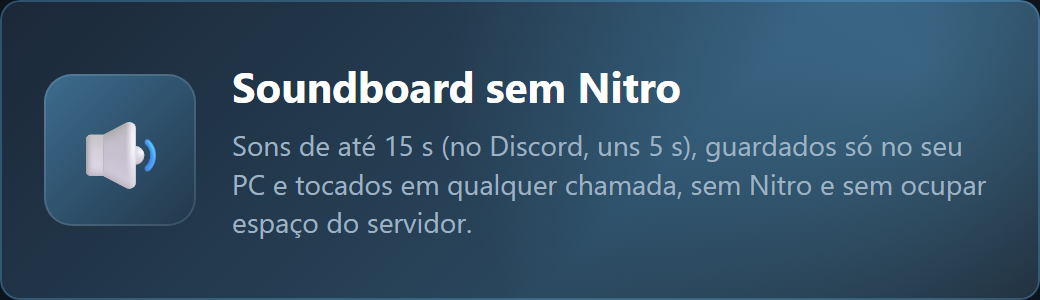 Soundboard sem Nitro
Sons de até 15 s (no Discord, uns 5 s), guardados só no seu
PC e tocados em qualquer chamada, sem Nitro e sem ocupar
espaço do servidor.